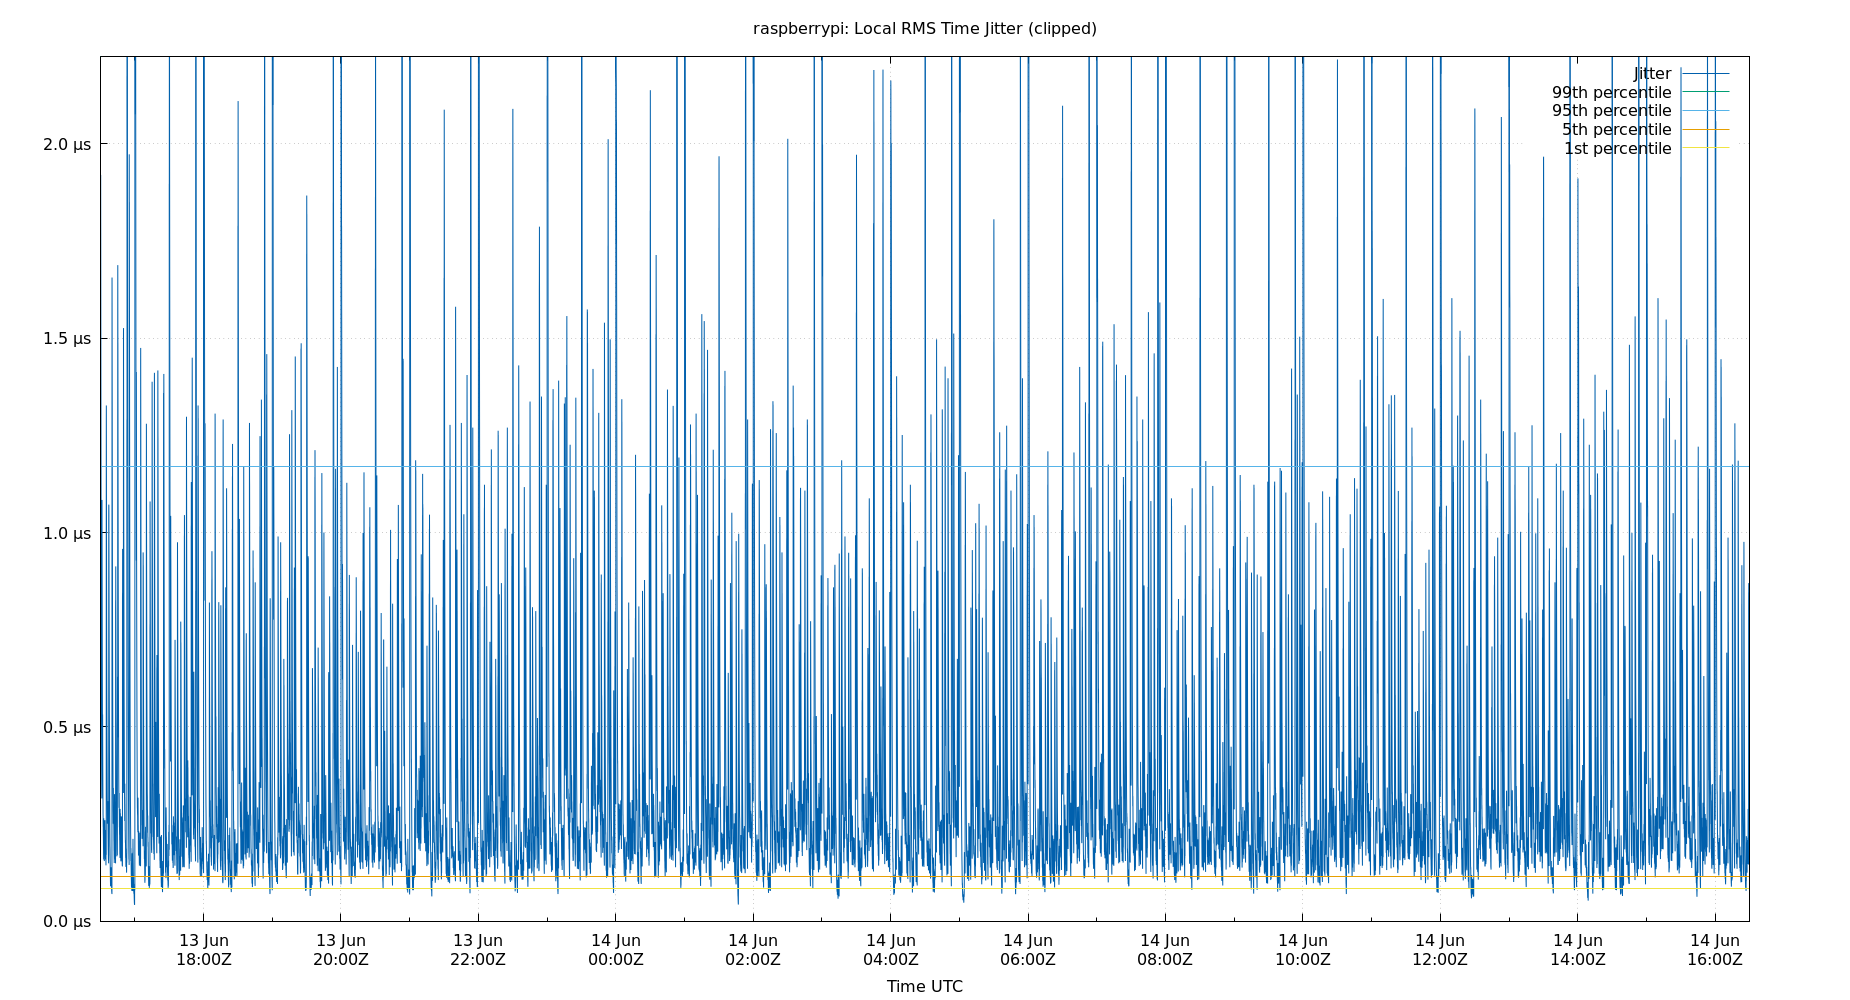 raspberrypi: Local RMS Time Jitter (clipped)
Jitter
99th percentile
95th percentile
5th percentile
1st percentile
2.0 µs
1.5 µs
1.0 µs
0.5 µs
0.0 µs
13 Jun 13 Jun 13 Jun 14 Jun 14 Jun 14 Jun 14 Jun 14 Jun 14 Jun 14 Jun 14 Jun 14 Jun
18:00Z 20:00Z 22:00Z 00:00Z 02:00Z 04:00Z 06:00Z 08:00Z 10:00Z 12:00Z 14:00Z 16:00Z
Time UTC